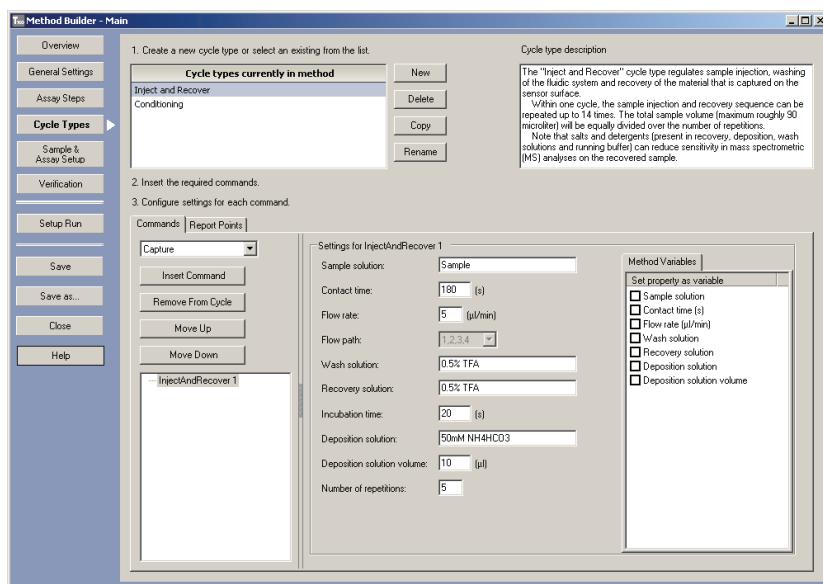 T100 Method Builder - Main
Overview
General Settings
Assay Steps
Cycle Types
Sample &
Assay Setup
Verification
Setup Run
Save
Save as...
Close
Help
1. Create a new cycle type or select an existing from the list.
Cycle types currently in method
Inject and Recover
Conditioning
New
Delete
Copy
Rename
Cycle type description
The "Inject and Recover" cycle type regulates sample injection, washing
of the fluidic system and recovery of the material that is captured on the
sensor surface.
Within one cycle, the sample injection and recovery sequence can be
repeated up to 14 times. The total sample volume (maximum roughly 90
microliter) will be equally divided over the number of repetitions.
Note that salts and detergents (present in recovery, deposition, wash
solutions and running buffer) can reduce sensitivity in mass spectrometric
(MS) analyses on the recovered sample.
2. Insert the required commands.
3. Configure settings for each command.
Commands Report Points
Capture
Insert Command
Remove From Cycle
Move Up
Move Down
InjectAndRecover 1
Settings for InjectAndRecover 1
Sample solution: Sample
Contact time: 180 (s)
Flow rate: 5 (µl/min)
Flow path: 1,2,3,4
Wash solution: 0.5% TFA
Recovery solution: 0.5% TFA
Incubation time: 20 (s)
Deposition solution: 50mM NH4HCO3
Deposition solution volume: 10 (µl)
Number of repetitions: 5
Method Variables
Set property as variable
Sample solution
Contact time (s)
Flow rate (µl/min)
Wash solution
Recovery solution
Deposition solution
Deposition solution volume